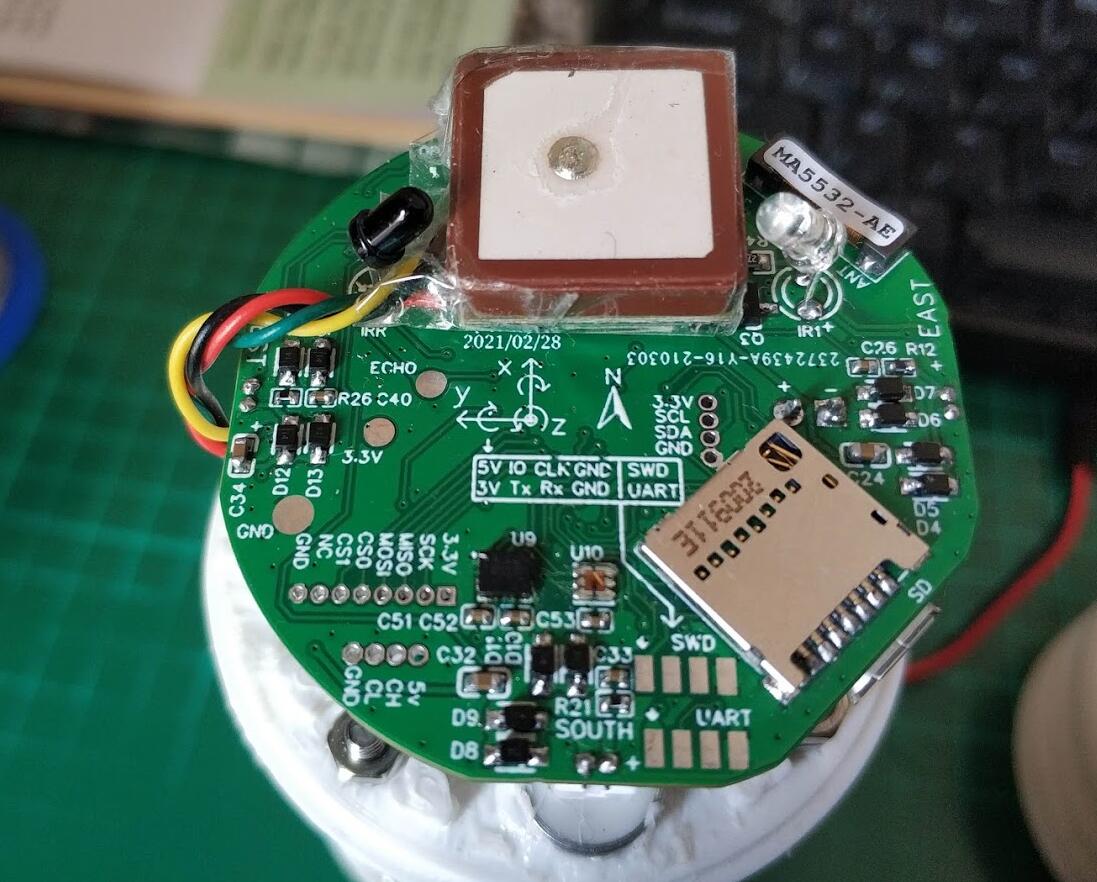 MA5532-AE
ANT
EAST
IRR
IR1+
Q3
2021/02/28
2372439A-Y16-210303
ECHO
C26 R12
+
D7
D6
R26 C40
X
y
Z
N
3.3V
SCL
SDA
GND
+ -
3.3V
C34
D12
D13
C24
D5
D4
5V IO CLK GND SWD
3V Tx Rx GND UART
2009111E
GND
GND
NC
CS1
CS0
MOSI
MISO
SCK
3.3V
U9
U10
SD
C51 C52
C53
SWD
C32
D11
D10
C33
GND
CL
CH
5V
D9
R21
SOUTH
UART
D8
+